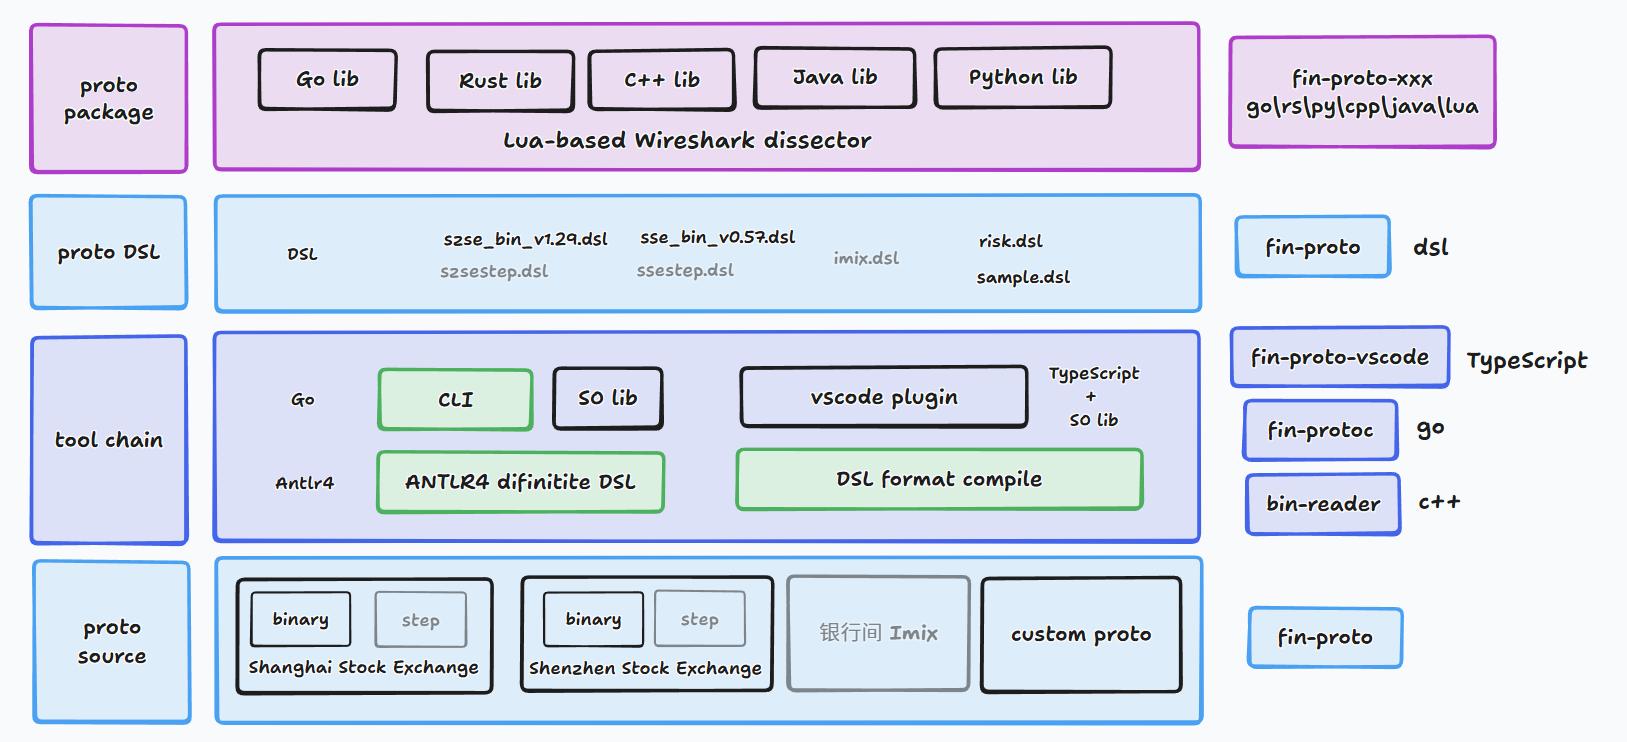 proto
package
Go lib
Rust lib
C++ lib
Java lib
Python lib
Lua-based Wireshark dissector
fin-proto-xxx
go\rs\py\cpp\java\lua
proto DSL
DSL
szse_bin_v1.29.dsl
szsestep.dsl
sse_bin_v0.57.dsl
ssestep.dsl
imix.dsl
risk.dsl
sample.dsl
fin-proto
dsl
tool chain
Go
CLI
SO lib
vscode plugin
TypeScript
+
SO lib
Antlr4
ANTLR4 difinitite DSL
DSL format compile
fin-proto-vscode
TypeScript
fin-protoc
go
bin-reader
c++
proto
source
binary
step
Shanghai Stock Exchange
binary
step
Shenzhen Stock Exchange
银行间 Imix
custom proto
fin-proto